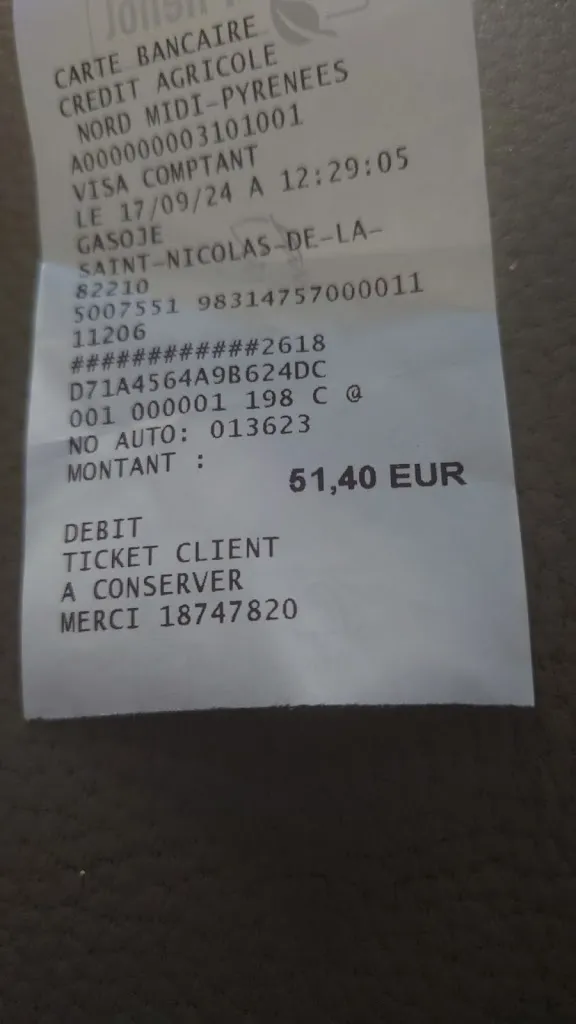 CARTE BANCAIRE
CREDIT AGRICOLE
NORD MIDI-PYRENEES
A000000003101001
VISA COMPTANT
LE 17/09/24 A 12:29:05
GASOJE
SAINT-NICOLAS-DE-LA-
82210
5007551 98314757000011
11206
############2618
D71A4564A9B624DC
001 000001 198 C @
NO AUTO: 013623
MONTANT :
51,40 EUR
DEBIT
TICKET CLIENT
A CONSERVER
MERCI 18747820